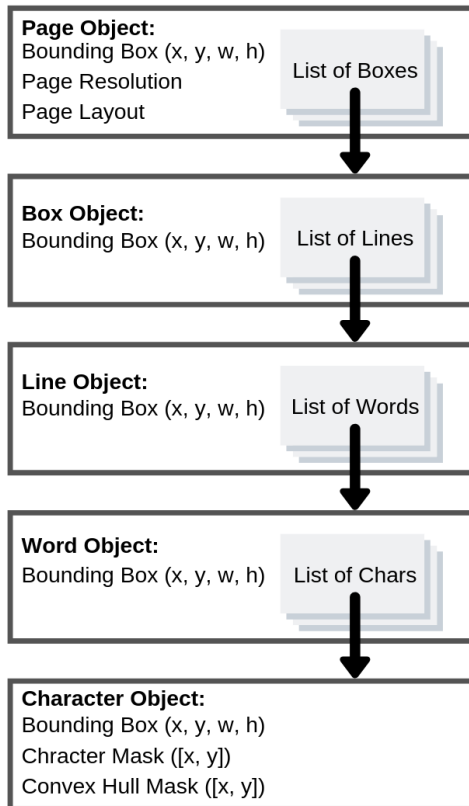 Page Object:
Bounding Box (x, y, w, h)
Page Resolution
Page Layout
List of Boxes
Box Object:
Bounding Box (x, y, w, h)
List of Lines
Line Object:
Bounding Box (x, y, w, h)
List of Words
Word Object:
Bounding Box (x, y, w, h)
List of Chars
Character Object:
Bounding Box (x, y, w, h)
Chracter Mask ([x, y])
Convex Hull Mask ([x, y])